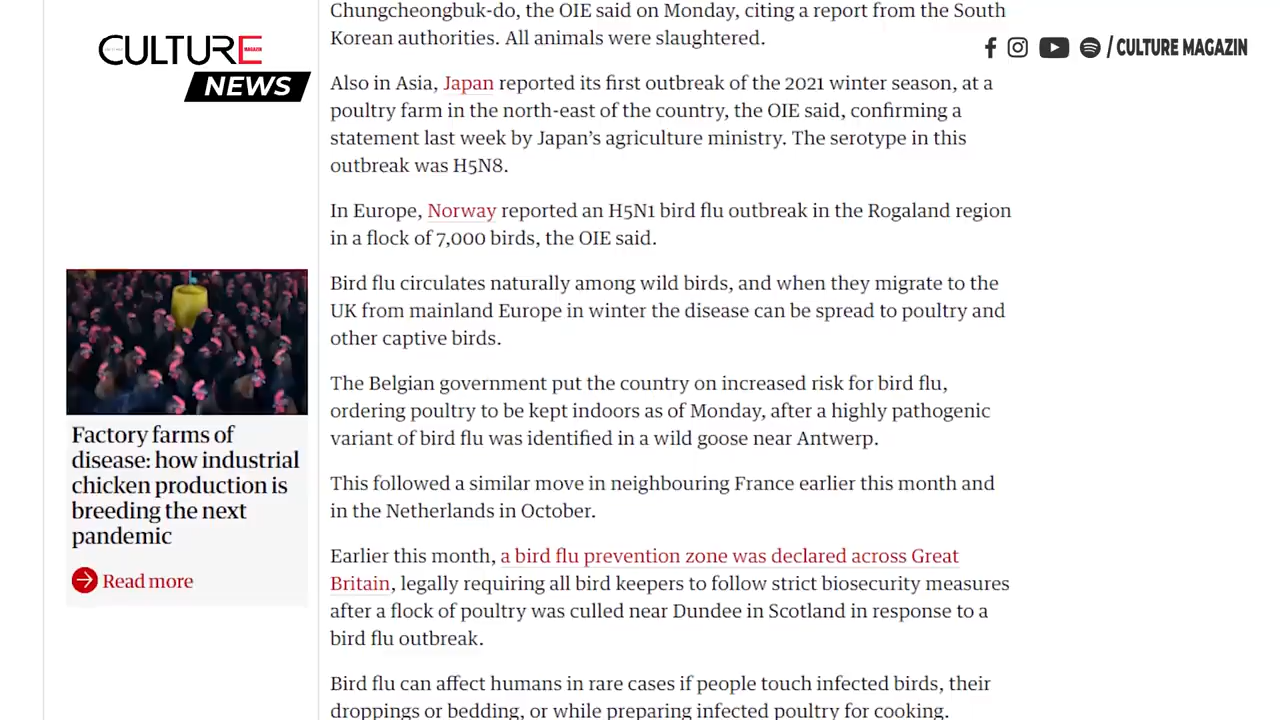 Chungcheongbuk-do, the OIE said on Monday, citing a report from the South
Korean authorities. All animals were slaughtered.
CULTURE
MAGAZIN
NEWS
/ CULTURE MAGAZIN
Also in Asia, Japan reported its first outbreak of the 2021 winter season, at a
poultry farm in the north-east of the country, the OIE said, confirming a
statement last week by Japan’s agriculture ministry. The serotype in this
outbreak was H5N8.
In Europe, Norway reported an H5N1 bird flu outbreak in the Rogaland region
in a flock of 7,000 birds, the OIE said.
Bird flu circulates naturally among wild birds, and when they migrate to the
UK from mainland Europe in winter the disease can be spread to poultry and
other captive birds.
The Belgian government put the country on increased risk for bird flu,
ordering poultry to be kept indoors as of Monday, after a highly pathogenic
variant of bird flu was identified in a wild goose near Antwerp.
This followed a similar move in neighbouring France earlier this month and
in the Netherlands in October.
Earlier this month, a bird flu prevention zone was declared across Great
Britain, legally requiring all bird keepers to follow strict biosecurity measures
after a flock of poultry was culled near Dundee in Scotland in response to a
bird flu outbreak.
Bird flu can affect humans in rare cases if people touch infected birds, their
droppings or bedding, or while preparing infected poultry for cooking.
Factory farms of
disease: how industrial
chicken production is
breeding the next
pandemic
Read more